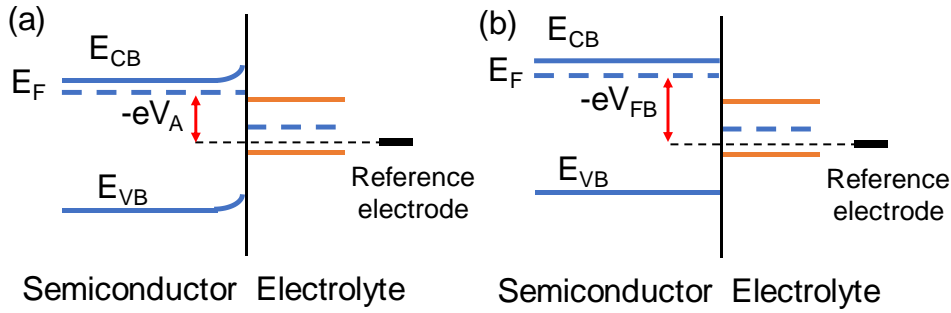 (a)
E_CB
E_F
-eV_A
E_VB
Reference
electrode
Semiconductor Electrolyte
(b)
E_CB
E_F
-eV_FB
E_VB
Reference
electrode
Semiconductor Electrolyte